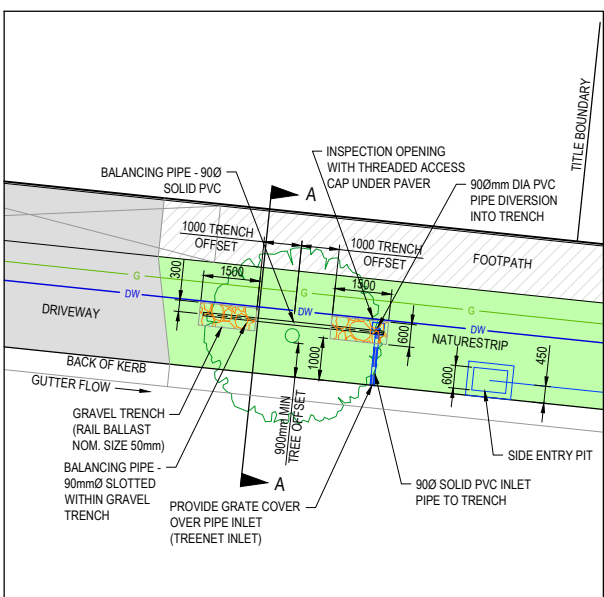 TITLE BOUNDARY
INSPECTION OPENING
WITH THREADED ACCESS
CAP UNDER PAVER
BALANCING PIPE - 90Ø
SOLID PVC
A
90Ømm DIA PVC
PIPE DIVERSION
INTO TRENCH
1000 TRENCH
OFFSET
1000 TRENCH
OFFSET
FOOTPATH
G
G
G
300
1500
1500
DW
DW
DW
DRIVEWAY
600
NATURESTRIP
1000
450
600
BACK OF KERB
GUTTER FLOW
900mm MIN
TREE OFFSET
GRAVEL TRENCH
(RAIL BALLAST
NOM. SIZE 50mm)
SIDE ENTRY PIT
BALANCING PIPE -
90mmØ SLOTTED
WITHIN GRAVEL
TRENCH
A
90Ø SOLID PVC INLET
PIPE TO TRENCH
PROVIDE GRATE COVER
OVER PIPE INLET
(TREENET INLET)